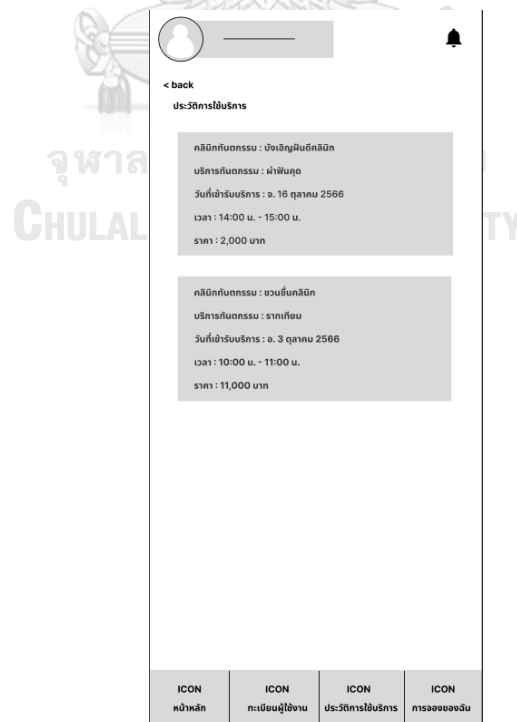 < back
ประวัติการใช้บริการ
คลินิกทันตกรรม : บังเอิญฝันดีคลินิก
บริการทันตกรรม : ผ่าฟันคุด
วันที่เข้ารับบริการ : จ. 16 ตุลาคม 2566
เวลา : 14:00 น. - 15:00 น.
ราคา : 2,000 บาท
คลินิกทันตกรรม : ชวนชื่นคลินิก
บริการทันตกรรม : รากเทียม
วันที่เข้ารับบริการ : อ. 3 ตุลาคม 2566
เวลา : 10:00 น. - 11:00 น.
ราคา : 11,000 บาท
ICON ICON ICON ICON
หน้าหลัก ทะเบียนผู้ใช้งาน ประวัติการใช้บริการ การจองของฉัน
จุฬาล
CHULAL TY